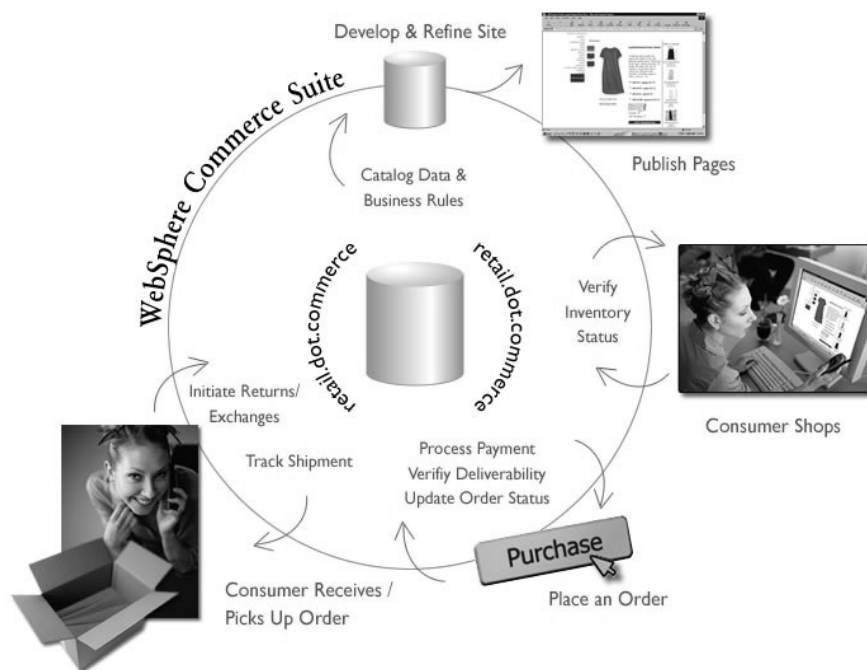 Develop & Refine Site
WebSphere Commerce Suite
Publish Pages
Catalog Data &
Business Rules
retail.dot.commerce
retail.dot.commerce
Verify
Inventory
Status
Consumer Shops
Initiate Returns/
Exchanges
Track Shipment
Process Payment
Verifiy Deliverability
Update Order Status
Purchase
Place an Order
Consumer Receives /
Picks Up Order